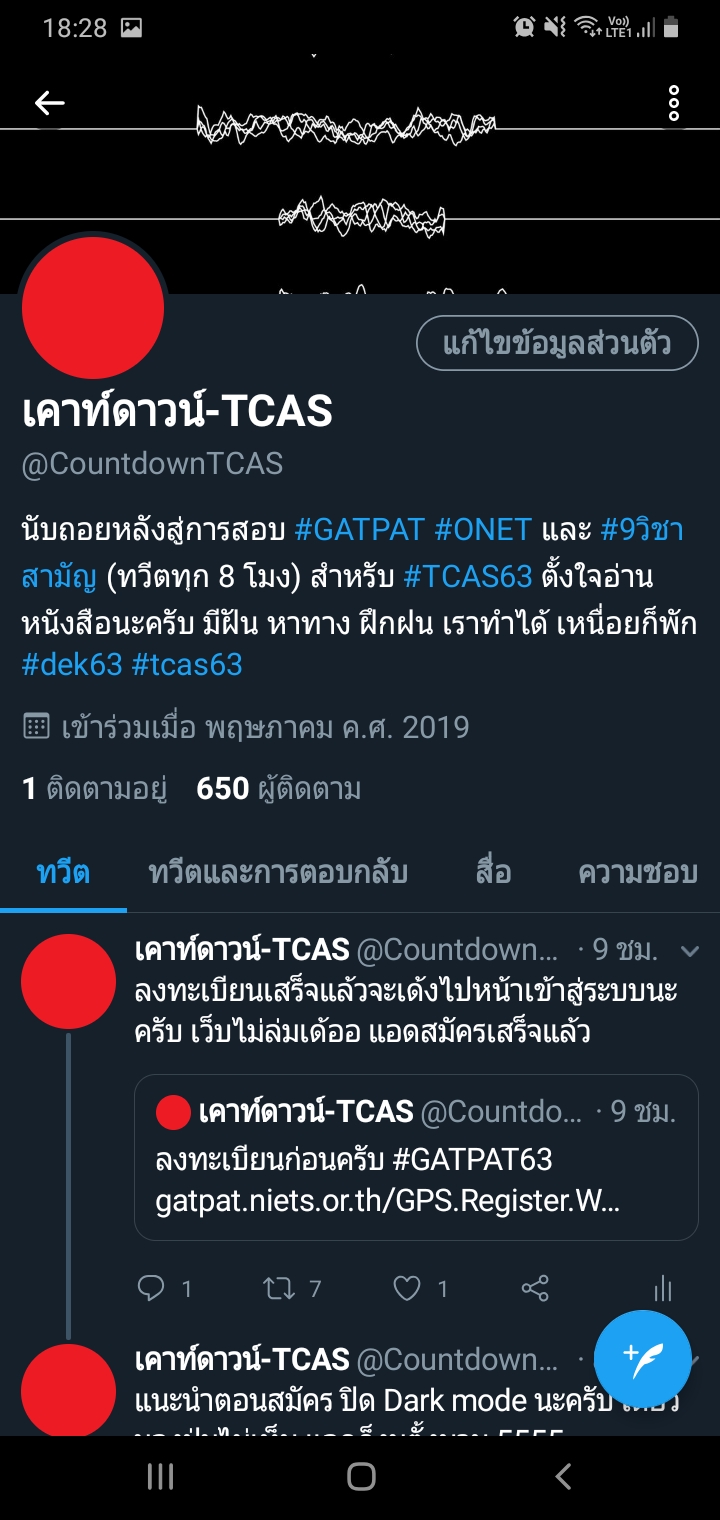 18:28
Vo))
LTE1
แก้ไขข้อมูลส่วนตัว
เคาท์ดาวน์-TCAS
@CountdownTCAS
นับถอยหลังสู่การสอบ #GATPAT #ONET และ #9วิชา
สามัญ (ทวีตทุก 8 โมง) สำหรับ #TCAS63 ตั้งใจอ่าน
หนังสือนะครับ มีฝัน หาทาง ฝึกฝน เราทำได้ เหนื่อยก็พัก
#dek63 #tcas63
เข้าร่วมเมื่อ พฤษภาคม ค.ศ. 2019
1 ติดตามอยู่ 650 ผู้ติดตาม
ทวีต ทวีตและการตอบกลับ สื่อ ความชอบ
เคาท์ดาวน์-TCAS @Countdown... · 9 ชม.
ลงทะเบียนเสร็จแล้วจะเด้งไปหน้าเข้าสู่ระบบนะ
ครับ เว็บไม่ล่มเด้ออ แอดสมัครเสร็จแล้ว
เคาท์ดาวน์-TCAS @Countdo... · 9 ชม.
ลงทะเบียนก่อนครับ #GATPAT63
gatpat.niets.or.th/GPS.Register.W...
1 7 1
เคาท์ดาวน์-TCAS @Countdown... ·
แนะนำตอนสมัคร ปิด Dark mode นะครับ